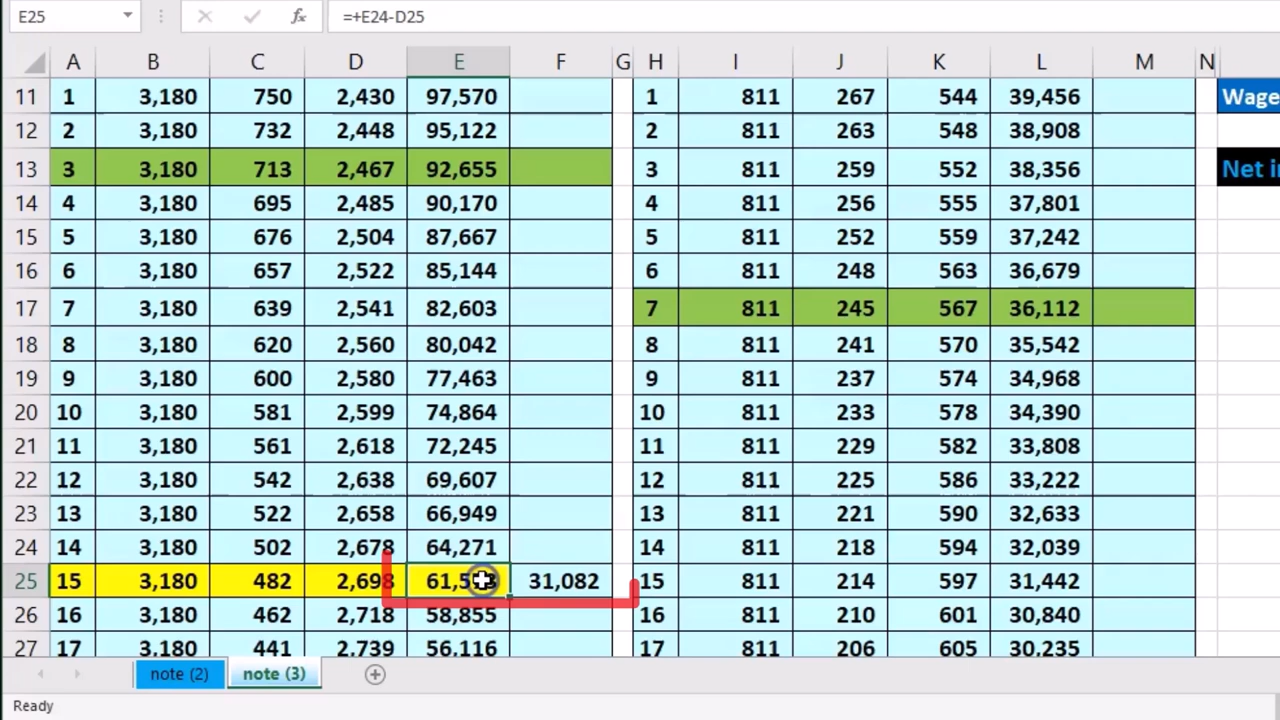 E25 fx =+E24-D25
A B C D E F G H I J K L M N
11 1 3,180 750 2,430 97,570 1 811 267 544 39,456 Wage
12 2 3,180 732 2,448 95,122 2 811 263 548 38,908
13 3 3,180 713 2,467 92,655 3 811 259 552 38,356 Net i
14 4 3,180 695 2,485 90,170 4 811 256 555 37,801
15 5 3,180 676 2,504 87,667 5 811 252 559 37,242
16 6 3,180 657 2,522 85,144 6 811 248 563 36,679
17 7 3,180 639 2,541 82,603 7 811 245 567 36,112
18 8 3,180 620 2,560 80,042 8 811 241 570 35,542
19 9 3,180 600 2,580 77,463 9 811 237 574 34,968
20 10 3,180 581 2,599 74,864 10 811 233 578 34,390
21 11 3,180 561 2,618 72,245 11 811 229 582 33,808
22 12 3,180 542 2,638 69,607 12 811 225 586 33,222
23 13 3,180 522 2,658 66,949 13 811 221 590 32,633
24 14 3,180 502 2,678 64,271 14 811 218 594 32,039
25 15 3,180 482 2,698 31,082 15 811 214 597 31,442
26 16 3,180 462 2,718 58,855 16 811 210 601 30,840
27 17 3,180 441 2,739 56,116 17 811 206 605 30,235
note (2) note (3)
Ready